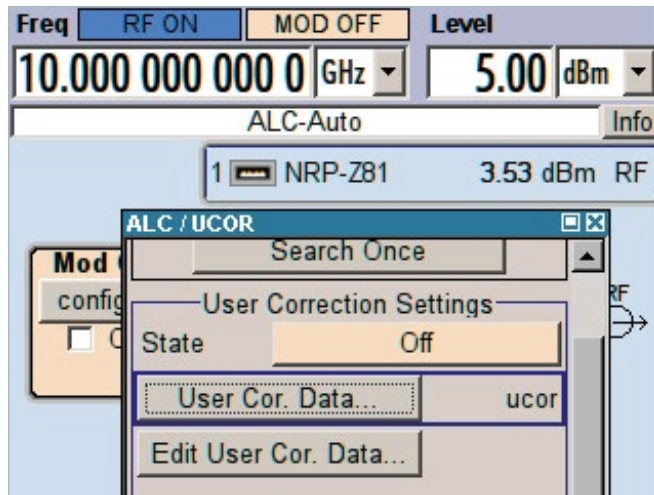 Freq RF ON MOD OFF Level
10.000 000 000 0 GHz 5.00 dBm
ALC-Auto Info
1 NRP-Z81 3.53 dBm RF
ALC / UCOR
Search Once
Mod
config
RF
User Correction Settings
State Off
User Cor. Data... ucor
Edit User Cor. Data...